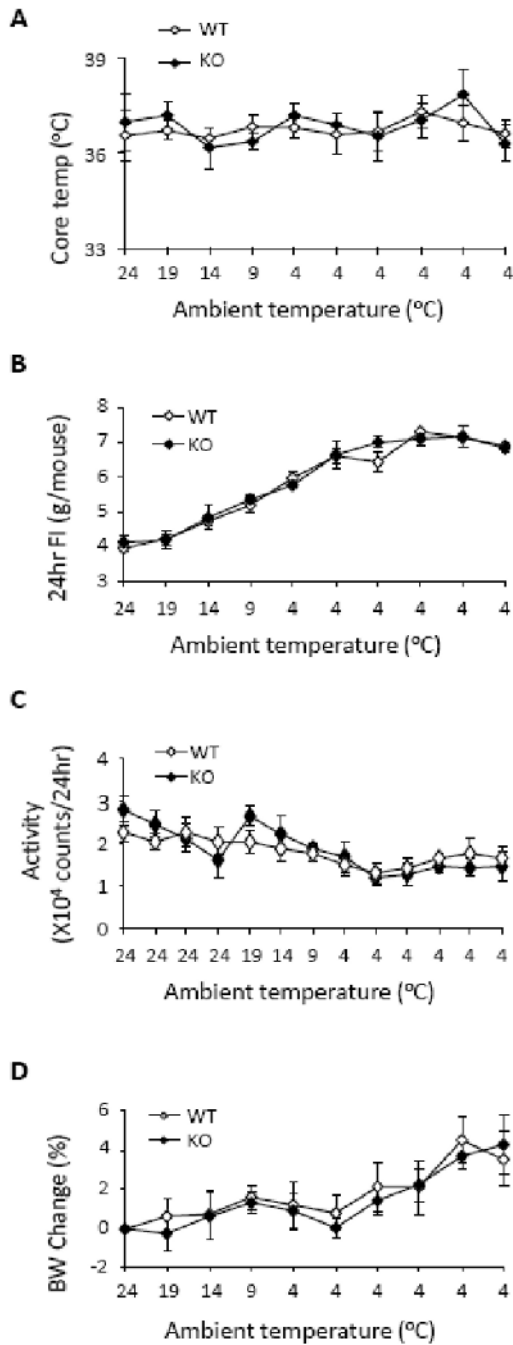 A
WT
KO
39
36
33
Core temp (°C)
24 19 14 9 4 4 4 4 4 4
Ambient temperature (°C)
B
WT
KO
8
7
6
5
4
3
24hr FI (g/mouse)
24 19 14 9 4 4 4 4 4 4
Ambient temperature (°C)
C
WT
KO
4
3
2
1
0
Activity
(X10⁴ counts/24hr)
24 24 24 24 19 14 9 4 4 4 4 4 4
Ambient temperature (°C)
D
WT
KO
6
4
2
0
-2
BW Change (%)
24 19 14 9 4 4 4 4 4 4
Ambient temperature (°C)